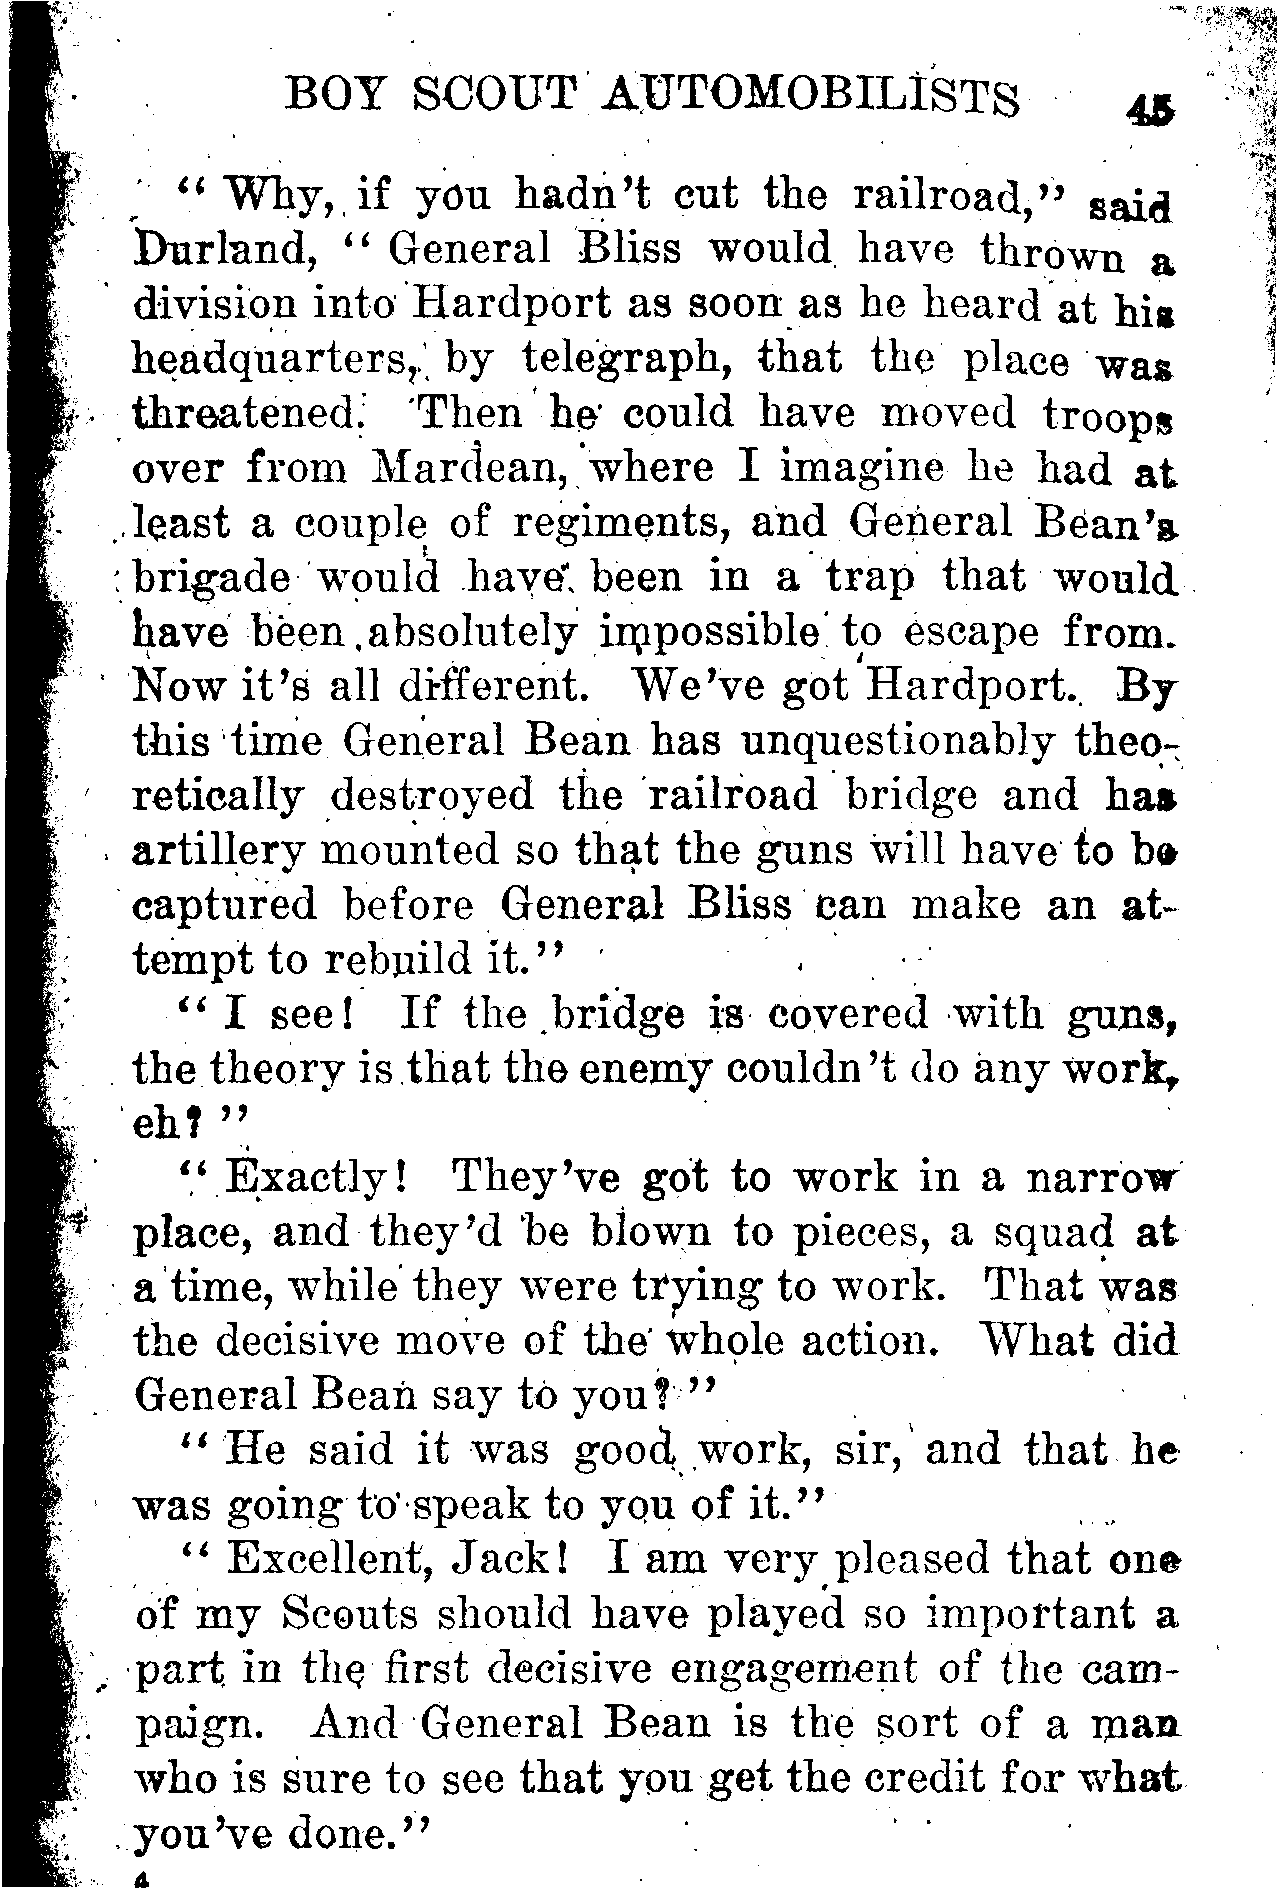 BOY SCOUT AUTOMOBILISTS 45
“ Why, if you hadn't cut the railroad,” said
Durland, “ General Bliss would have thrown a
division into Hardport as soon as he heard at his
headquarters, by telegraph, that the place was
threatened. Then he could have moved troops
over from Mardean, where I imagine he had at
least a couple of regiments, and General Bean's
brigade would have been in a trap that would
have been absolutely impossible to escape from.
Now it's all different. We've got Hardport. By
this time General Bean has unquestionably theo-
retically destroyed the railroad bridge and has
artillery mounted so that the guns will have to be
captured before General Bliss can make an at-
tempt to rebuild it.”
“ I see! If the bridge is covered with guns,
the theory is that the enemy couldn't do any work,
eh? ”
“ Exactly! They've got to work in a narrow
place, and they'd be blown to pieces, a squad at
a time, while they were trying to work. That was
the decisive move of the whole action. What did
General Bean say to you? ”
“ He said it was good work, sir, and that he
was going to speak to you of it.”
“ Excellent, Jack! I am very pleased that one
of my Scouts should have played so important a
part in the first decisive engagement of the cam-
paign. And General Bean is the sort of a man
who is sure to see that you get the credit for what
you've done.”
4